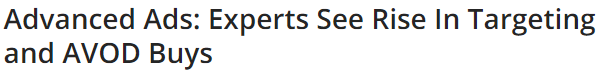 Advanced Ads: Experts See Rise In Targeting
and AVOD Buys